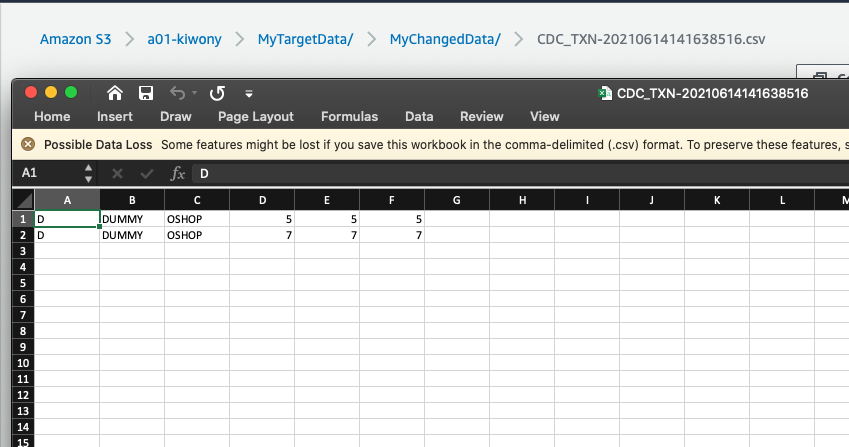 Amazon S3 > a01-kiwony > MyTargetData/ > MyChangedData/ > CDC_TXN-20210614141638516.csv
CDC_TXN-20210614141638516
Home Insert Draw Page Layout Formulas Data Review View
Possible Data Loss Some features might be lost if you save this workbook in the comma-delimited (.csv) format. To preserve these features, s
A1 fx D
A B C D E F G H I J K L M
1 D DUMMY OSHOP 5 5 5
2 D DUMMY OSHOP 7 7 7
3
4
5
6
7
8
9
10
11
12
13
14
15